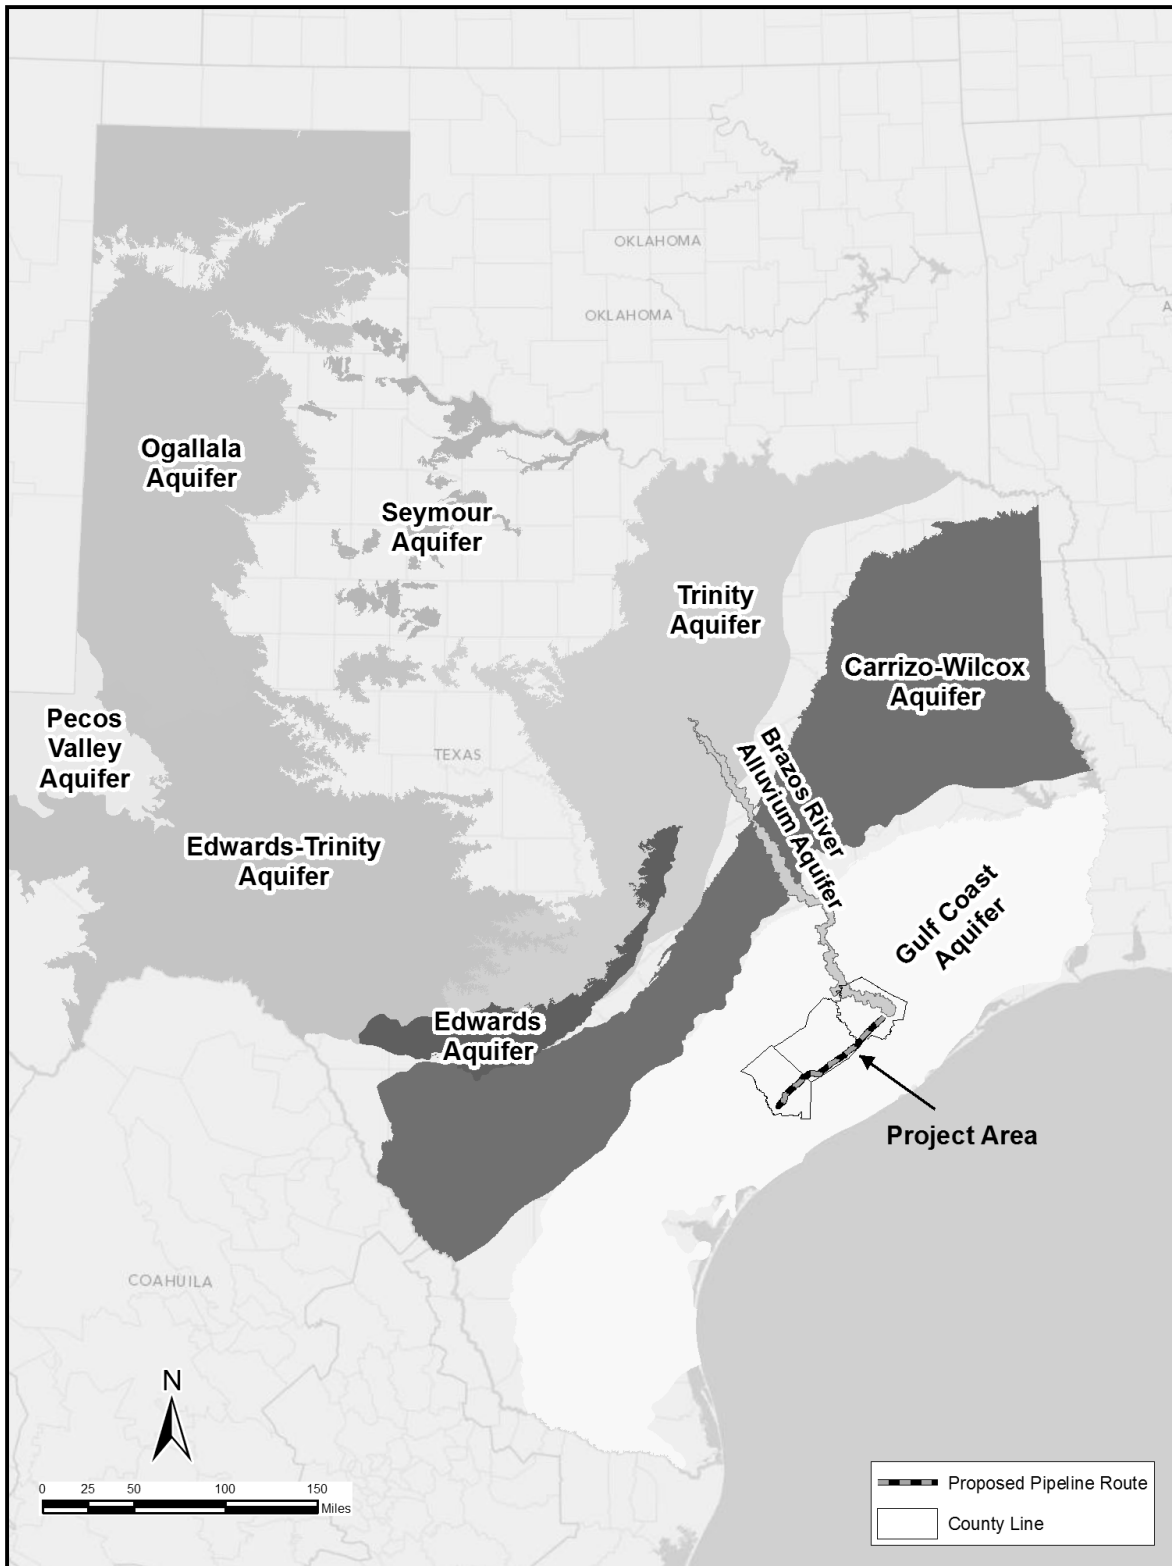 OKLAHOMA
OKLAHOMA
A
Ogallala
Aquifer
Seymour
Aquifer
Trinity
Aquifer
Carrizo-Wilcox
Aquifer
Pecos
Valley
Aquifer
TEXAS
Brazos River
Alluvium Aquifer
Edwards-Trinity
Aquifer
Gulf Coast
Aquifer
Edwards
Aquifer
Project Area
COAHUILA
N
0 25 50 100 150
Miles
Proposed Pipeline Route
County Line